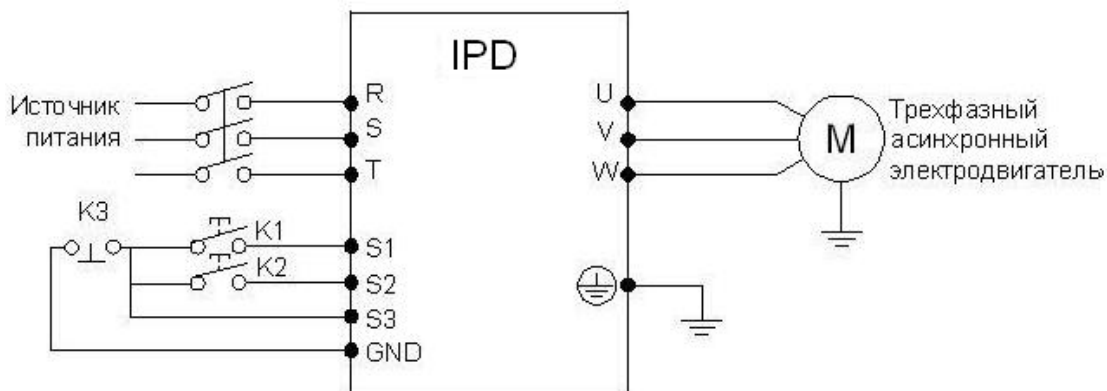 IPD
Источник
питания
R
S
T
U
V
W
M
Трехфазный
асинхронный
электродвигатель
K3
K1
K2
S1
S2
S3
GND